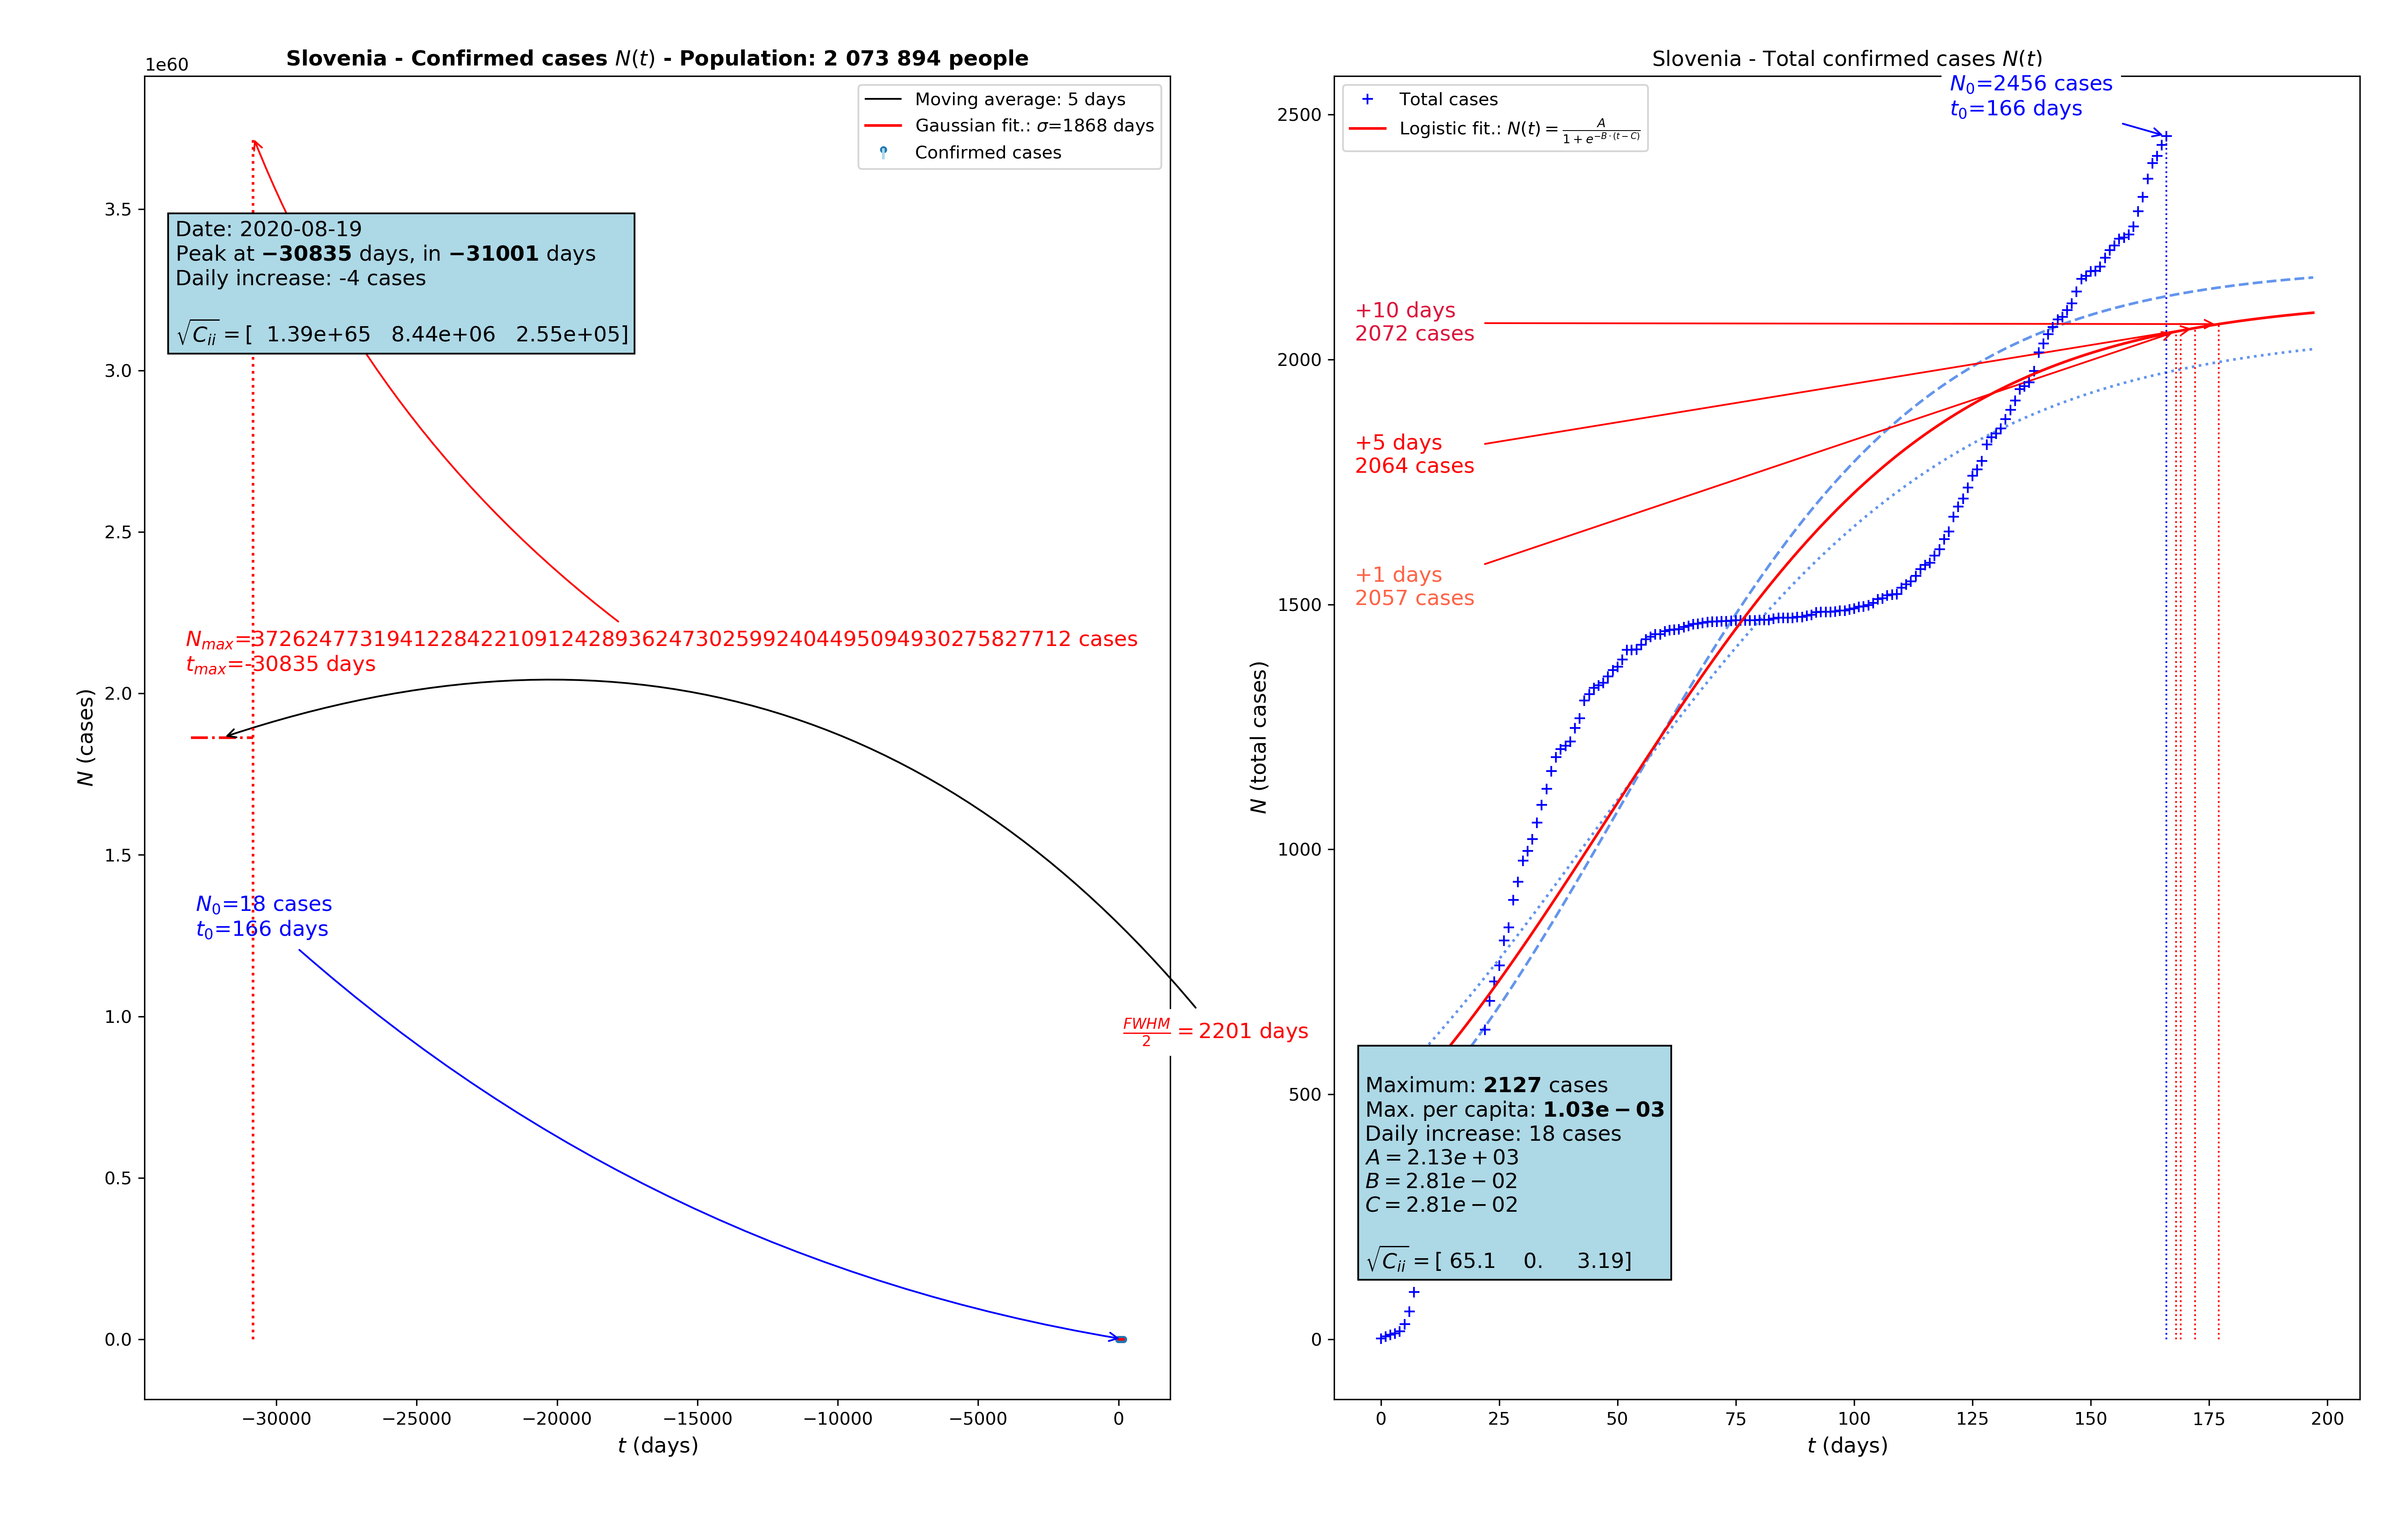 Slovenia - Confirmed cases N(t) - Population: 2 073 894 people
1e60
Moving average: 5 days
Gaussian fit.: σ=1868 days
Confirmed cases
Date: 2020-08-19
Peak at −30835 days, in −31001 days
Daily increase: -4 cases
√C_ii = [ 1.39e+65 8.44e+06 2.55e+05]
N_max=3726247731941228422109124289362473025992404495094930275827712 cases
t_max=-30835 days
N_0=18 cases
t_0=166 days
FWHM/2 = 2201 days
3.5
3.0
2.5
2.0
1.5
1.0
0.5
0.0
N (cases)
−30000 −25000 −20000 −15000 −10000 −5000 0
t (days)
Slovenia - Total confirmed cases N(t)
N_0=2456 cases
t_0=166 days
Total cases
Logistic fit.: N(t) = A/(1 + e^(−B·(t−C)))
+10 days
2072 cases
+5 days
2064 cases
+1 days
2057 cases
Maximum: 2127 cases
Max. per capita: 1.03e − 03
Daily increase: 18 cases
A = 2.13e + 03
B = 2.81e − 02
C = 2.81e − 02
√C_ii = [ 65.1 0. 3.19]
2500
2000
1500
1000
500
0
N (total cases)
0 25 50 75 100 125 150 175 200
t (days)